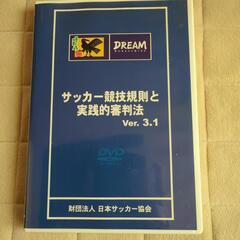 DREAM
サッカー競技規則と
実践的審判法
Ver. 3.1
DVD
財団法人 日本サッカー協会